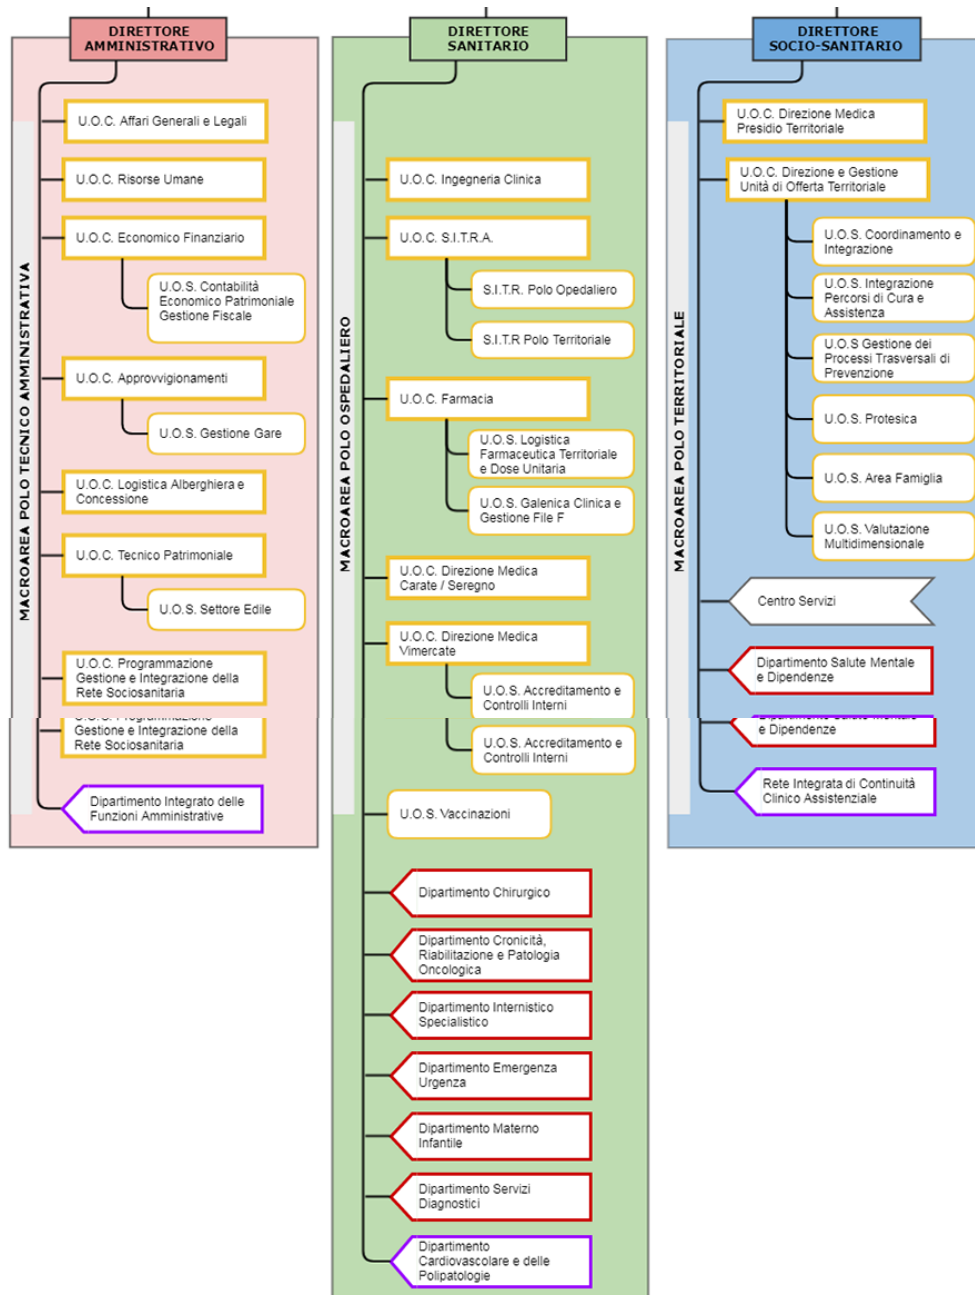 DIRETTORE
AMMINISTRATIVO
MACROAREA POLO TECNICO AMMINISTRATIVA
U.O.C. Affari Generali e Legali
U.O.C. Risorse Umane
U.O.C. Economico Finanziario
U.O.S. Contabilità
Economico Patrimoniale
Gestione Fiscale
U.O.C. Approvvigionamenti
U.O.S. Gestione Gare
U.O.C. Logistica Alberghiera e
Concessione
U.O.C. Tecnico Patrimoniale
U.O.S. Settore Edile
U.O.C. Programmazione
Gestione e Integrazione della
Rete Sociosanitaria
U.O.C. Programmazione
Gestione e Integrazione della
Rete Sociosanitaria
Dipartimento Integrato delle
Funzioni Amministrative
DIRETTORE
SANITARIO
MACROAREA POLO OSPEDALIERO
U.O.C. Ingegneria Clinica
U.O.C. S.I.T.R.A.
S.I.T.R. Polo Opedaliero
S.I.T.R Polo Territoriale
U.O.C. Farmacia
U.O.S. Logistica
Farmaceutica Territoriale
e Dose Unitaria
U.O.S. Galenica Clinica e
Gestione File F
U.O.C. Direzione Medica
Carate / Seregno
U.O.C. Direzione Medica
Vimercate
U.O.S. Accreditamento e
Controlli Interni
U.O.S. Accreditamento e
Controlli Interni
U.O.S. Vaccinazioni
Dipartimento Chirurgico
Dipartimento Cronicità,
Riabilitazione e Patologia
Oncologica
Dipartimento Internistico
Specialistico
Dipartimento Emergenza
Urgenza
Dipartimento Materno
Infantile
Dipartimento Servizi
Diagnostici
Dipartimento
Cardiovascolare e delle
Polipatologie
DIRETTORE
SOCIO-SANITARIO
MACROAREA POLO TERRITORIALE
U.O.C. Direzione Medica
Presidio Territoriale
U.O.C. Direzione e Gestione
Unità di Offerta Territoriale
U.O.S. Coordinamento e
Integrazione
U.O.S. Integrazione
Percorsi di Cura e
Assistenza
U.O.S Gestione dei
Processi Trasversali di
Prevenzione
U.O.S. Protesica
U.O.S. Area Famiglia
U.O.S. Valutazione
Multidimensionale
Centro Servizi
Dipartimento Salute Mentale
e Dipendenze
Dipartimento Salute Mentale
e Dipendenze
Rete Integrata di Continuità
Clinico Assistenziale